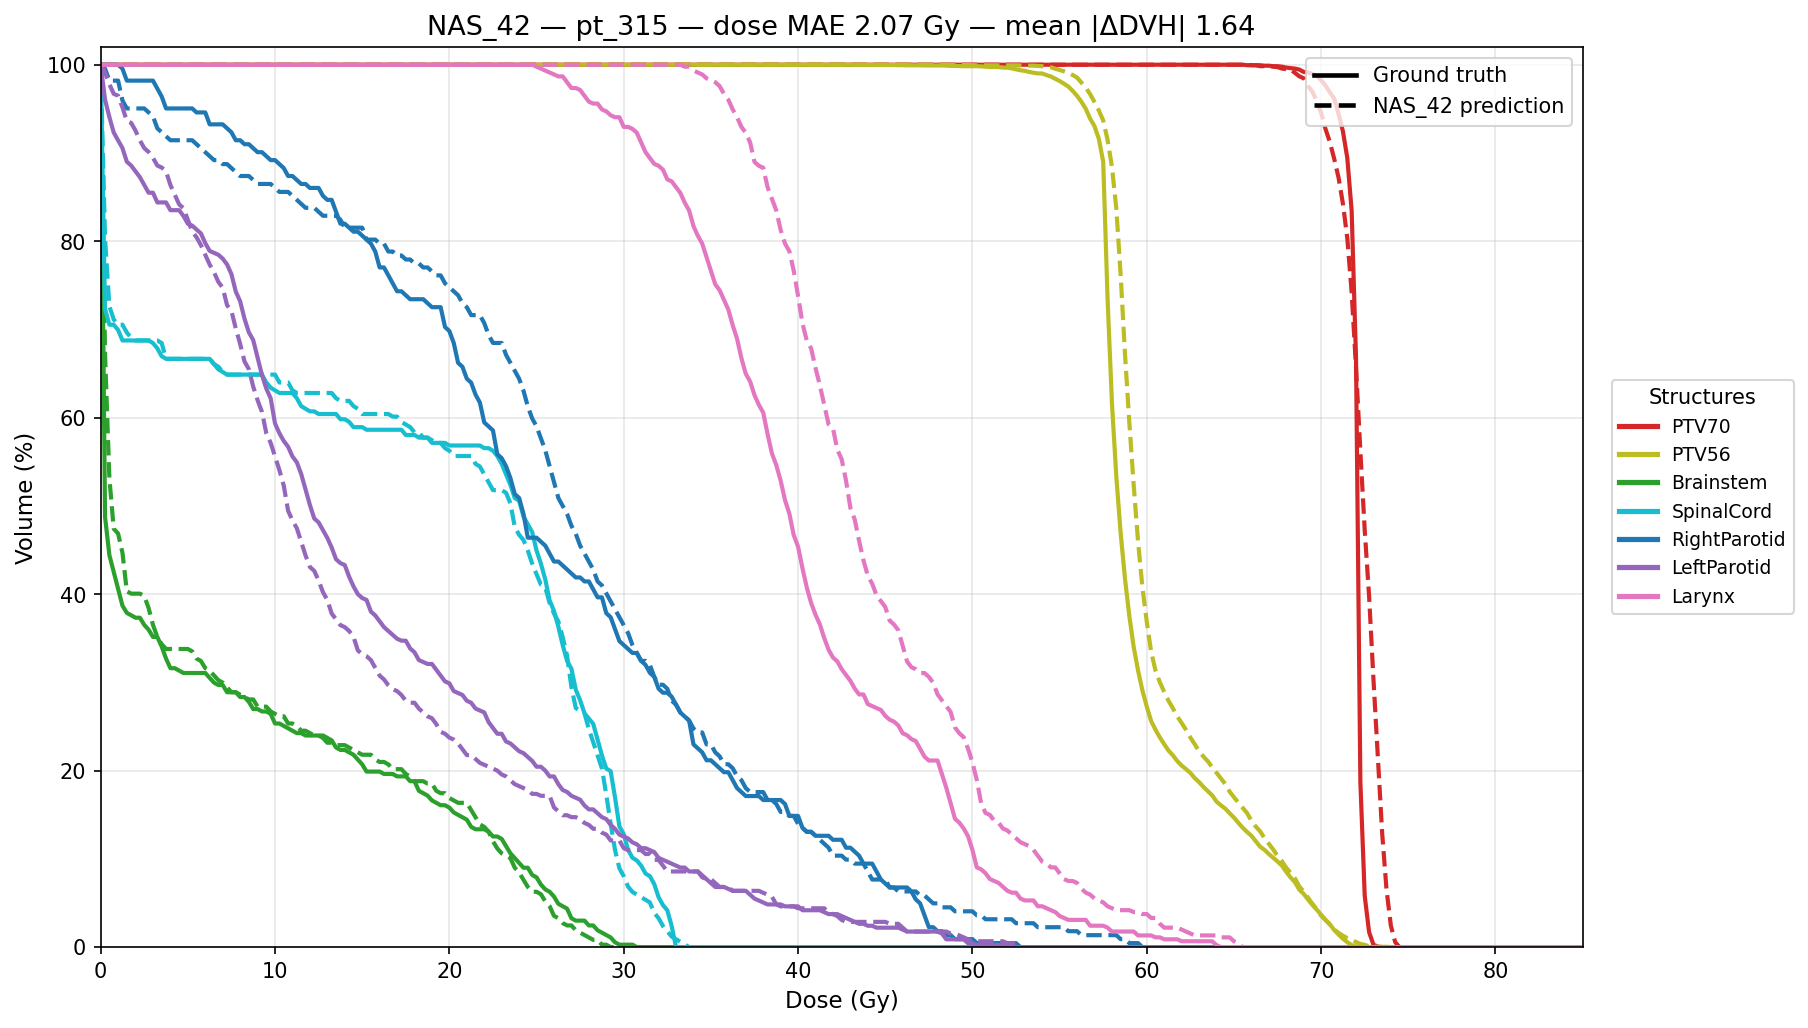 NAS_42 — pt_315 — dose MAE 2.07 Gy — mean |ΔDVH| 1.64
Ground truth
NAS_42 prediction
Volume (%)
100
80
60
40
20
0
0 10 20 30 40 50 60 70 80
Dose (Gy)
Structures
PTV70
PTV56
Brainstem
SpinalCord
RightParotid
LeftParotid
Larynx